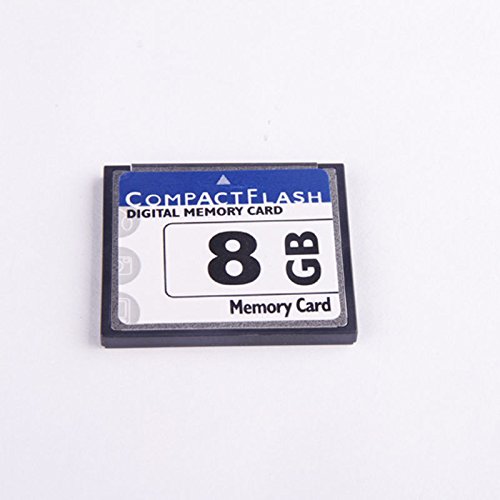 COMPACTFLASH
DIGITAL MEMORY CARD
8 GB
Memory Card